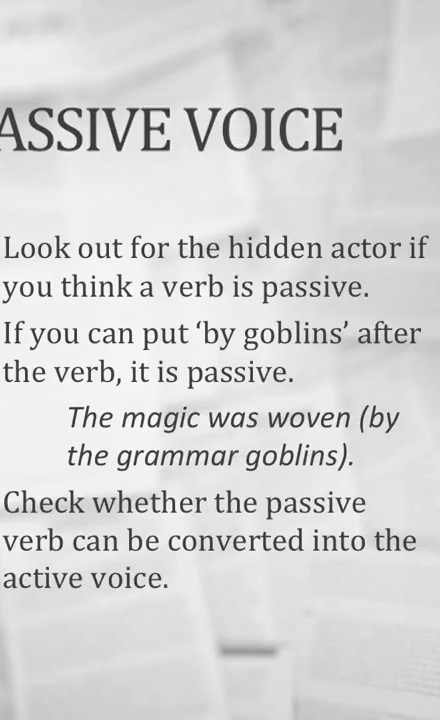 ASSIVE VOICE
Look out for the hidden actor if
you think a verb is passive.
If you can put ‘by goblins’ after
the verb, it is passive.
The magic was woven (by
the grammar goblins).
Check whether the passive
verb can be converted into the
active voice.